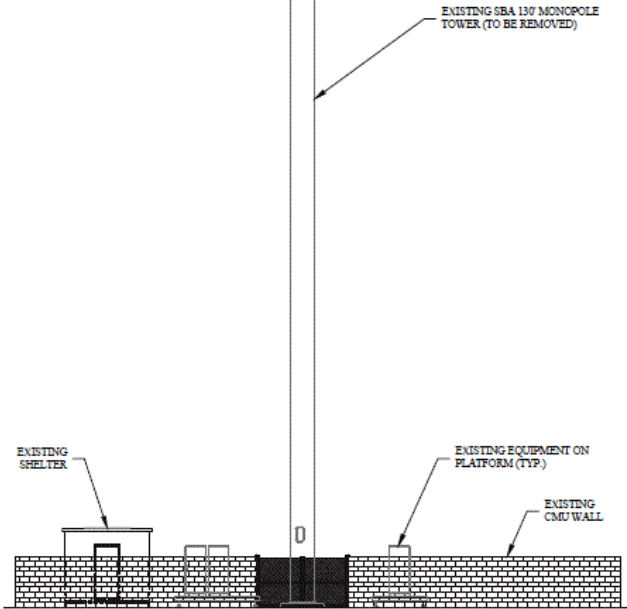 EXISTING SBA 130' MONOPOLE
TOWER (TO BE REMOVED)
EXISTING
SHELTER
EXISTING EQUIPMENT ON
PLATFORM (TYP.)
EXISTING
CMU WALL